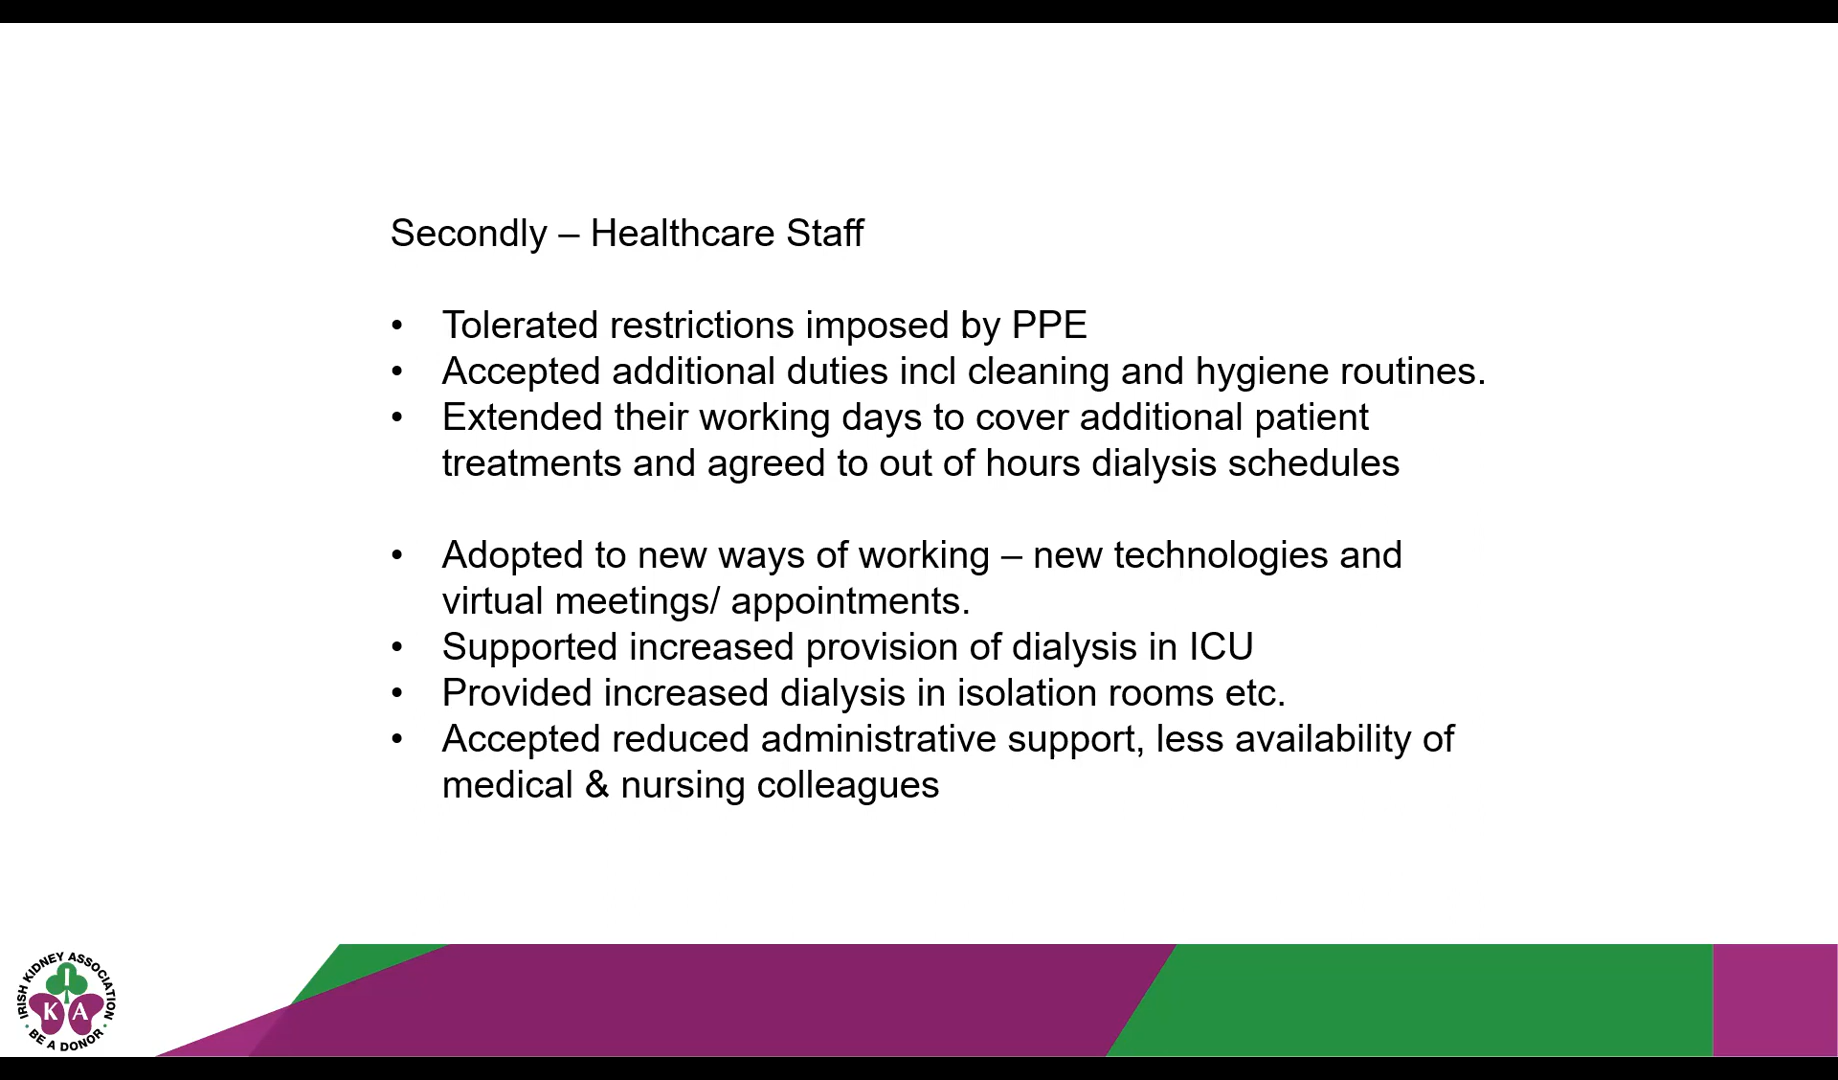 Secondly – Healthcare Staff
• Tolerated restrictions imposed by PPE
• Accepted additional duties incl cleaning and hygiene routines.
• Extended their working days to cover additional patient
treatments and agreed to out of hours dialysis schedules
• Adopted to new ways of working – new technologies and
virtual meetings/ appointments.
• Supported increased provision of dialysis in ICU
• Provided increased dialysis in isolation rooms etc.
• Accepted reduced administrative support, less availability of
medical & nursing colleagues
IRISH KIDNEY ASSOCIATION
I
K A
• BE A DONOR •